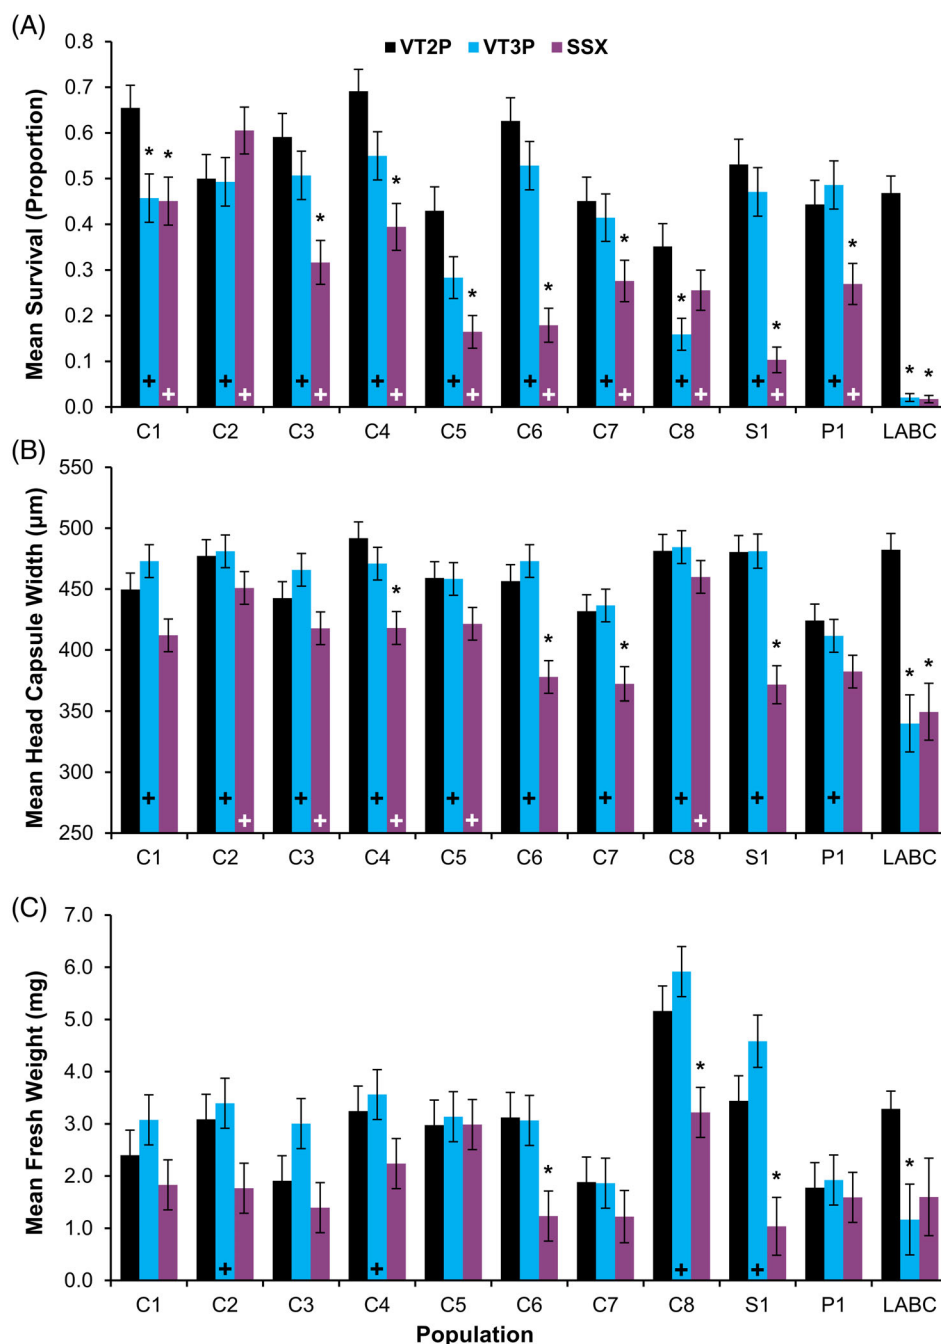 (A)
VT2P VT3P SSX
Mean Survival (Proportion)
0.8
0.7
0.6
0.5
0.4
0.3
0.2
0.1
0.0
* * * * * * * * * * * *
+ + + + + + + + + +
+ + + + + + + + + +
C1 C2 C3 C4 C5 C6 C7 C8 S1 P1 LABC
(B)
Mean Head Capsule Width (µm)
550
500
450
400
350
300
250
* * * * * *
+ + + + + + + + + +
+ + + + +
C1 C2 C3 C4 C5 C6 C7 C8 S1 P1 LABC
(C)
Mean Fresh Weight (mg)
7.0
6.0
5.0
4.0
3.0
2.0
1.0
0.0
* * * *
+ + + +
C1 C2 C3 C4 C5 C6 C7 C8 S1 P1 LABC
Population